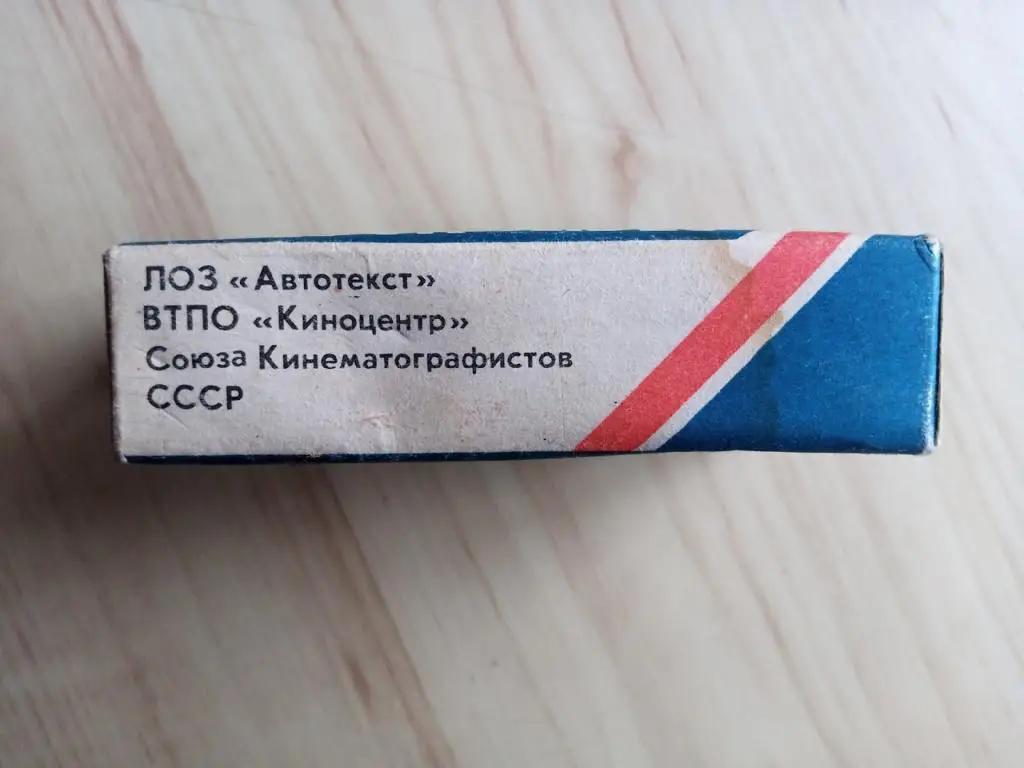 ЛОЗ «Автотекст»
ВТПО «Киноцентр»
Союза Кинематографистов
СССР